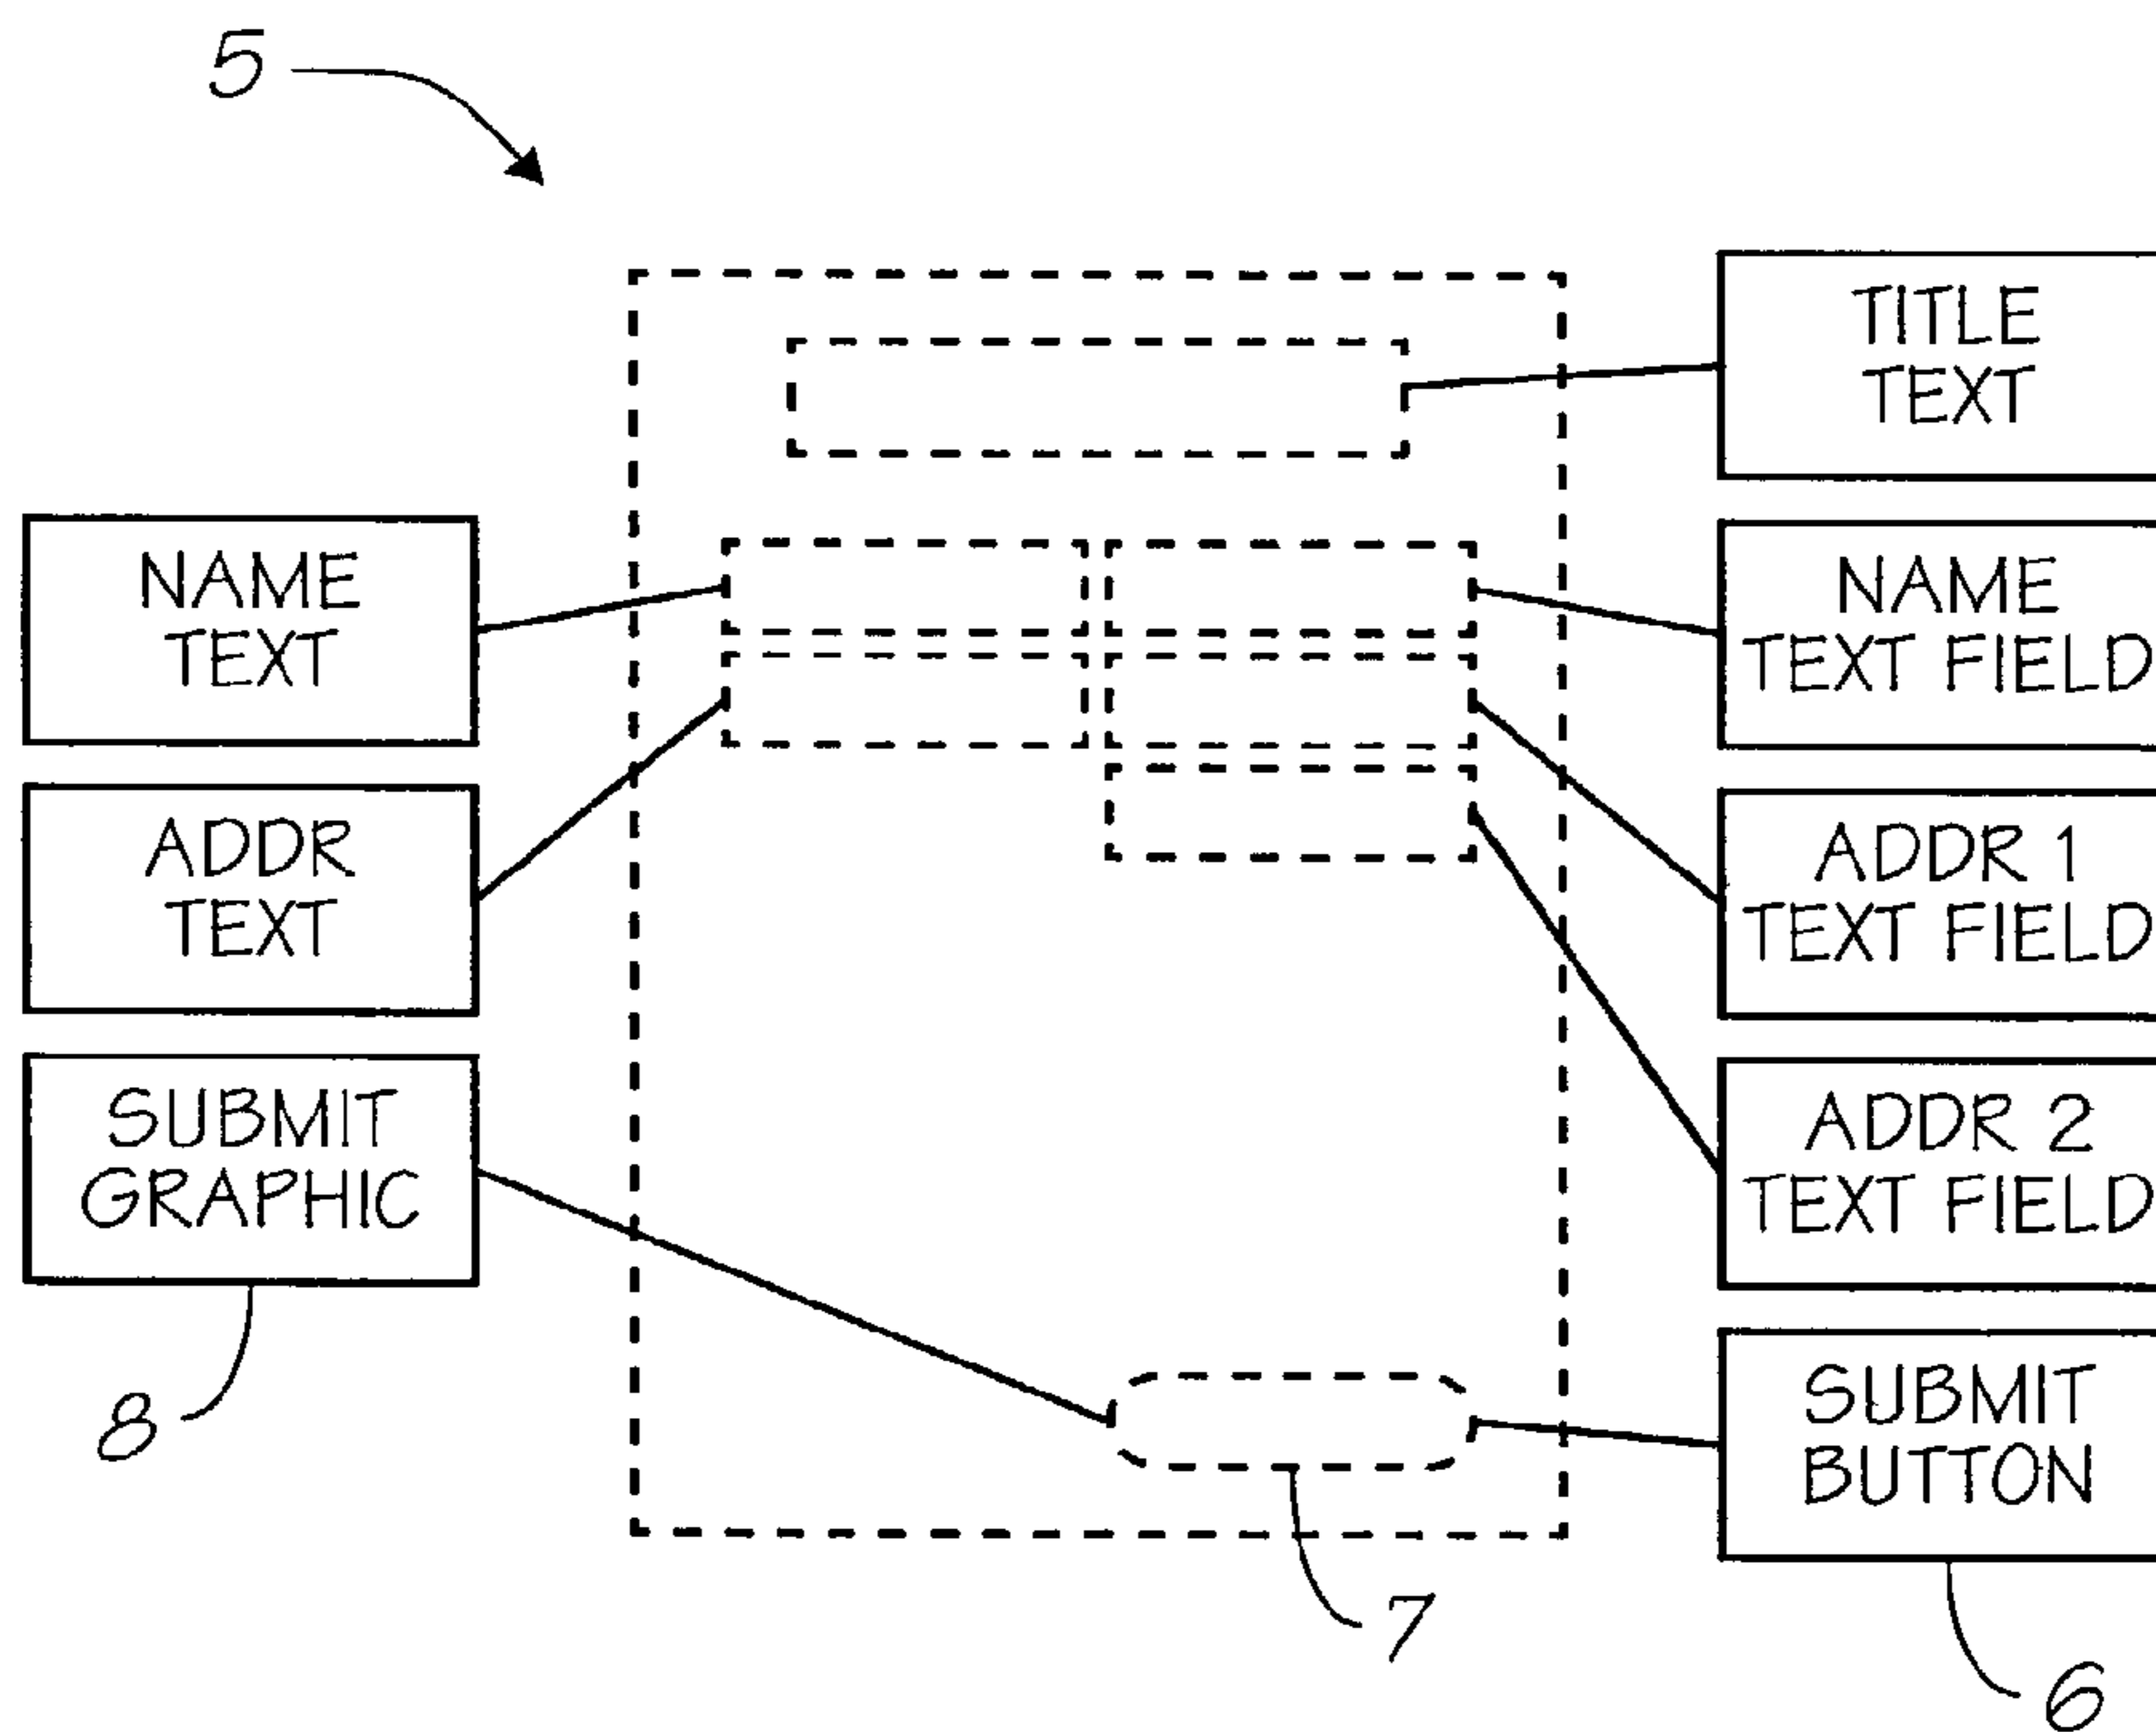 5
TITLE
TEXT
NAME
TEXT
NAME
TEXT FIELD
ADDR
TEXT
ADDR 1
TEXT FIELD
SUBMIT
GRAPHIC
ADDR 2
TEXT FIELD
8
SUBMIT
BUTTON
7
6